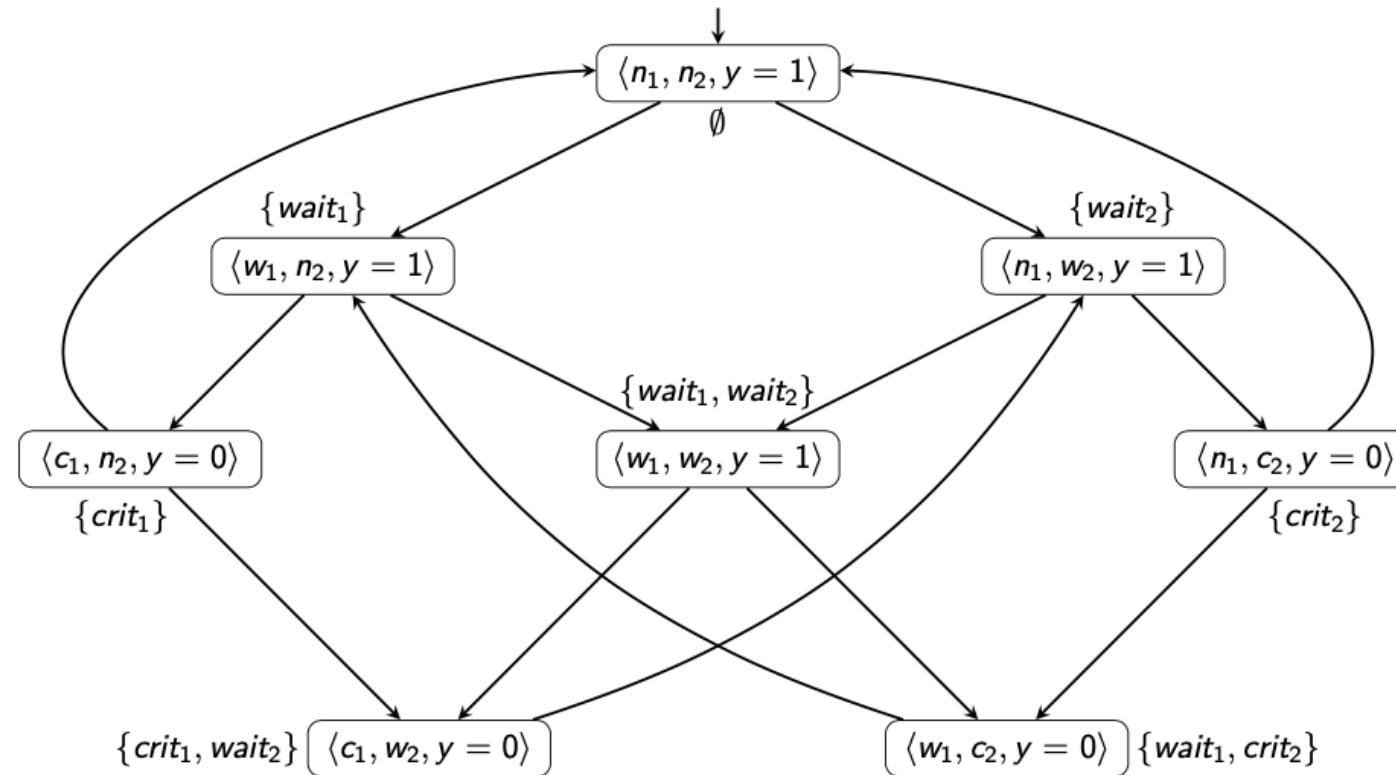 ⟨n₁, n₂, y = 1⟩
∅
{wait₁}
{wait₂}
⟨w₁, n₂, y = 1⟩
⟨n₁, w₂, y = 1⟩
{wait₁, wait₂}
⟨c₁, n₂, y = 0⟩
⟨w₁, w₂, y = 1⟩
⟨n₁, c₂, y = 0⟩
{crit₁}
{crit₂}
{crit₁, wait₂}
⟨c₁, w₂, y = 0⟩
⟨w₁, c₂, y = 0⟩
{wait₁, crit₂}